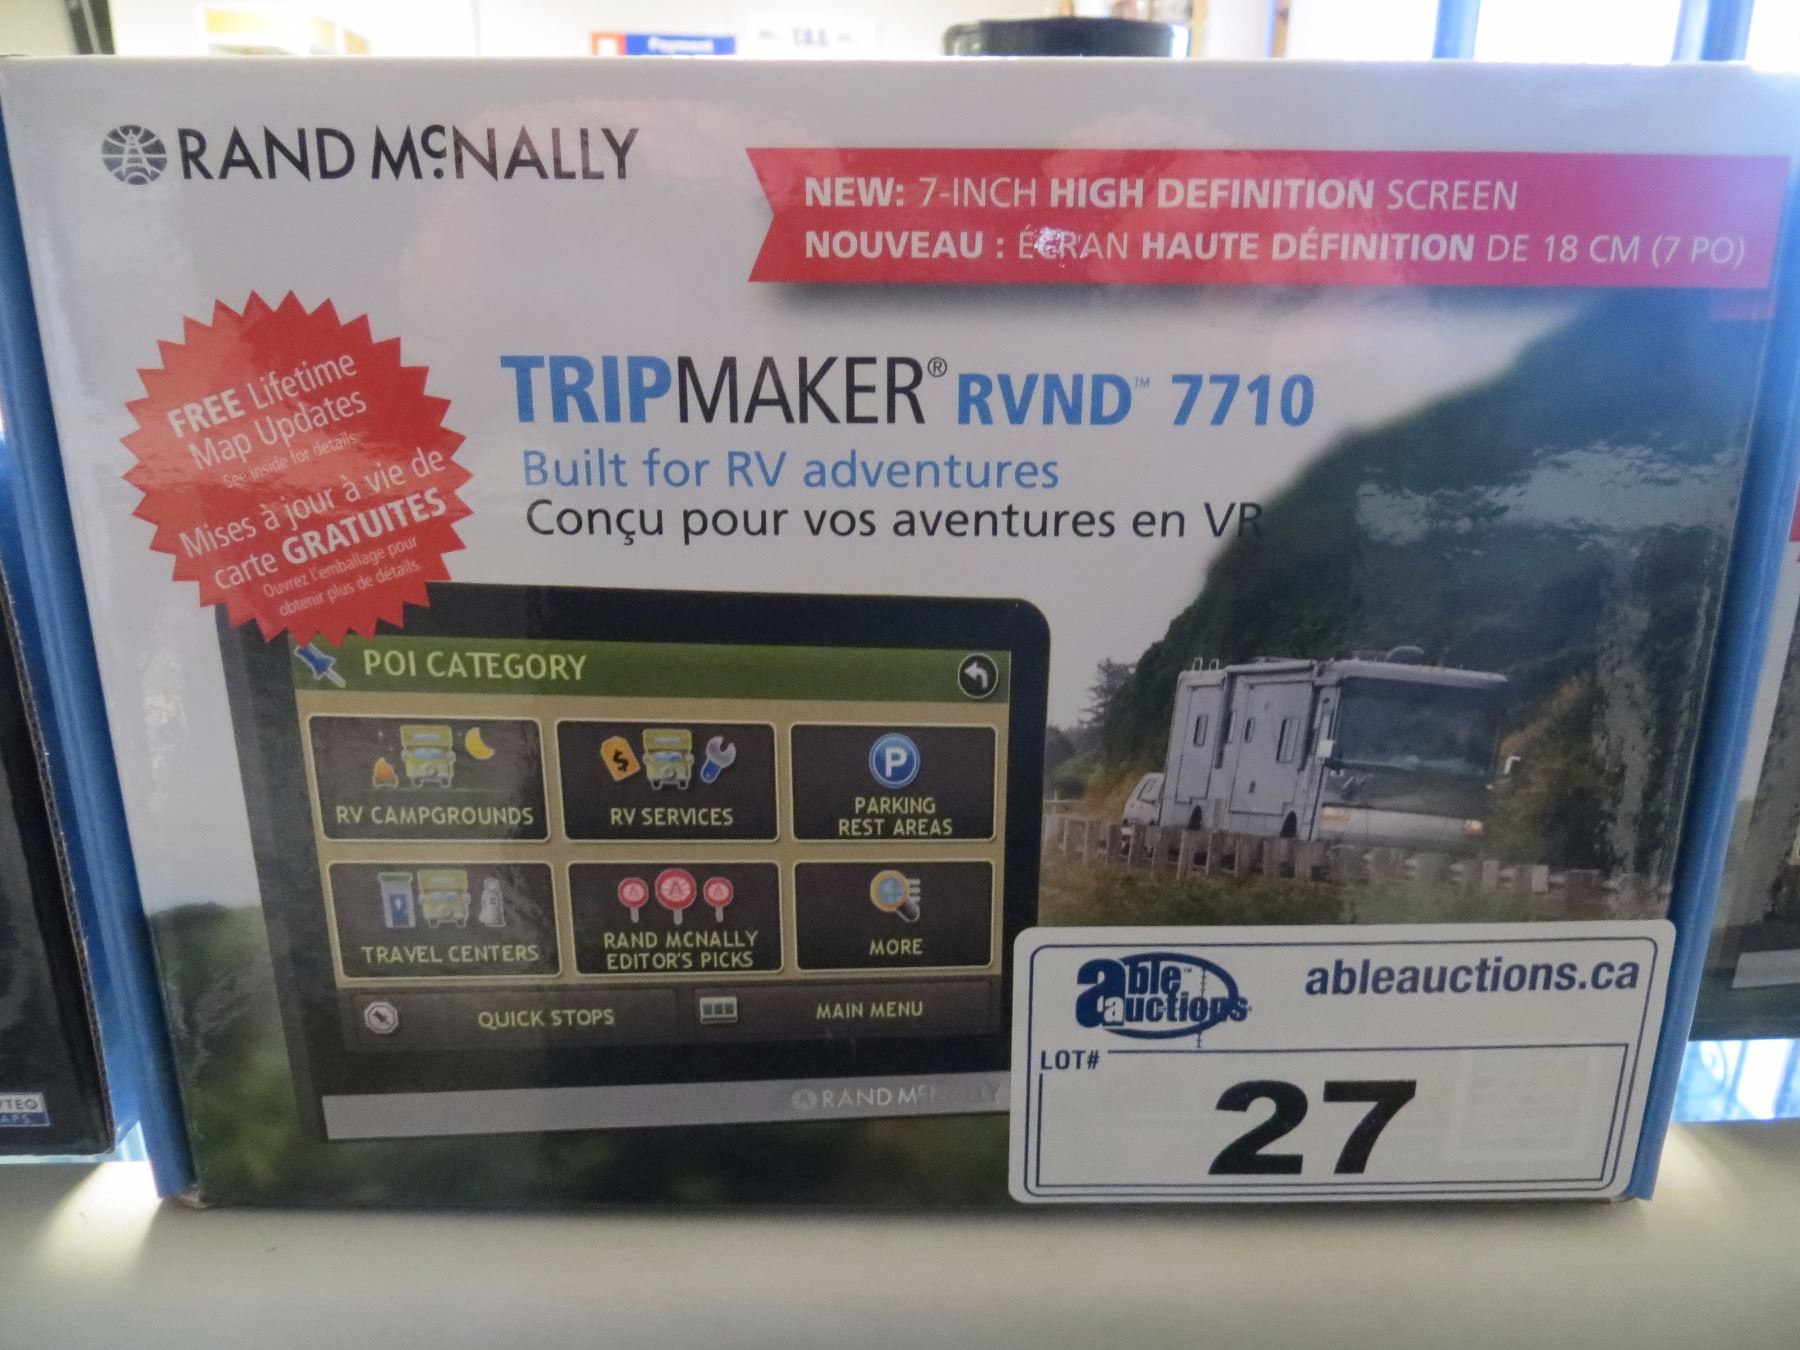 Payment
RAND McNALLY
NEW: 7-INCH HIGH DEFINITION SCREEN
NOUVEAU : ÉCRAN HAUTE DÉFINITION DE 18 CM (7 PO)
FREE Lifetime
Map Updates
See inside for details.
Mises à jour à vie de
carte GRATUITES
Ouvrez l'emballage pour
obtenir plus de détails.
TRIPMAKER® RVND™ 7710
Built for RV adventures
Conçu pour vos aventures en VR
POI CATEGORY
RV CAMPGROUNDS
RV SERVICES
P
PARKING
REST AREAS
TRAVEL CENTERS
RAND MCNALLY
EDITOR'S PICKS
MORE
QUICK STOPS
MAIN MENU
RAND McNALLY
able auctions™
ableauctions.ca
LOT#
27